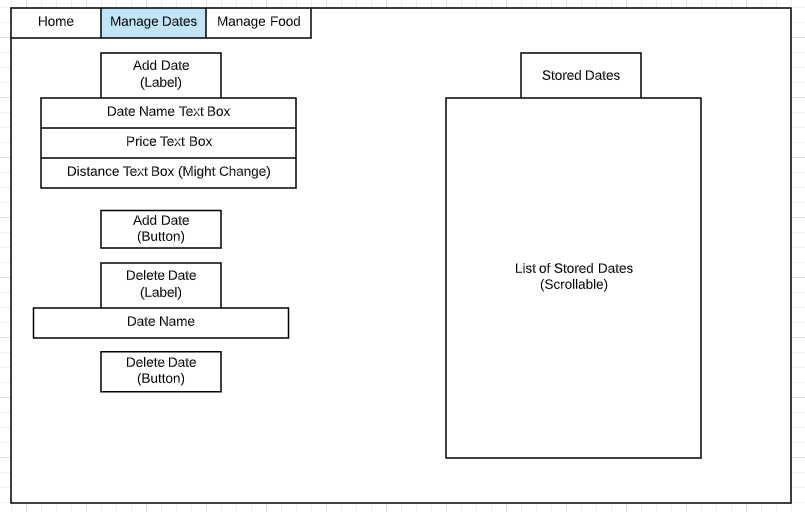 Home
Manage Dates
Manage Food
Add Date
(Label)
Date Name Text Box
Price Text Box
Distance Text Box (Might Change)
Add Date
(Button)
Delete Date
(Label)
Date Name
Delete Date
(Button)
Stored Dates
List of Stored Dates
(Scrollable)